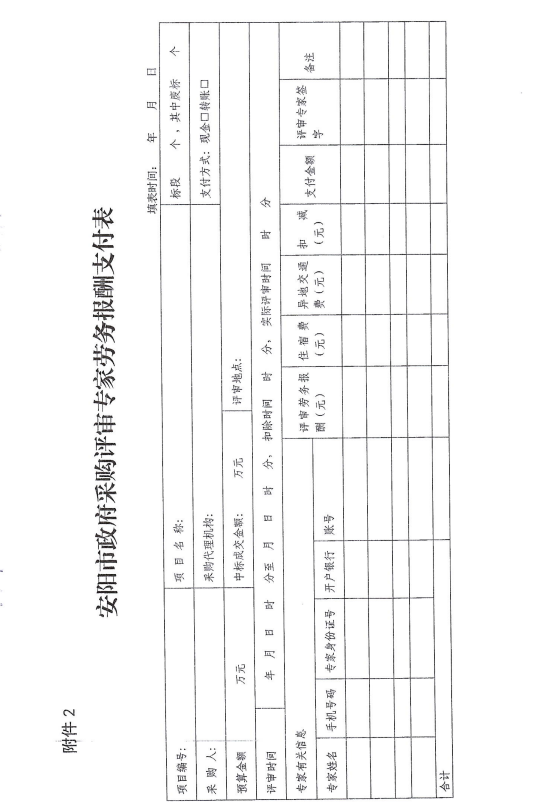 附件 2
安阳市政府采购评审专家劳务报酬支付表
填表时间： 年 月 日
项目编号： 项 目 名 称： 标段 个，其中废标 个
采 购 人： 采购代理机构： 支付方式：现金□转账□
预算金额 万元 中标成交金额： 万元 评审地点：
评审时间 年 月 日 时 分至 月 日 时 分，扣除时间 时 分，实际评审时间 时 分
专家有关信息 评审劳务报酬（元） 住宿费（元） 异地交通费（元） 扣 减（元） 支付金额 评审专家签字 备注
专家姓名 手机号码 专家身份证号 开户银行 账号
合计